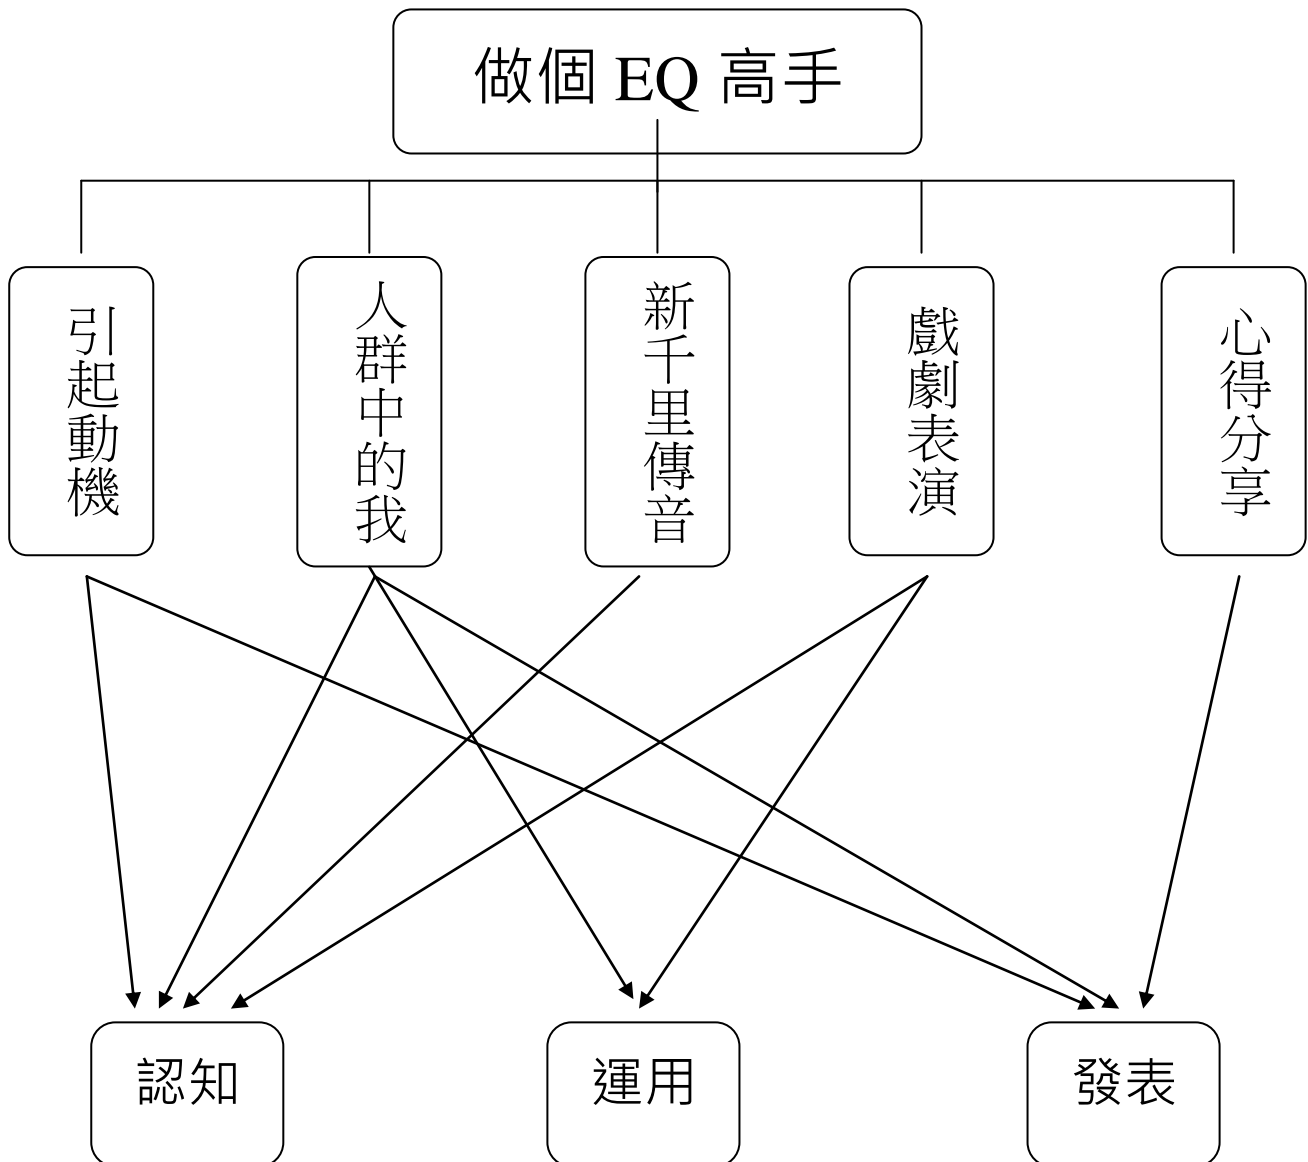 做個 EQ 高手
引起動機
人群中的我
新千里傳音
戲劇表演
心得分享
認知
運用
發表